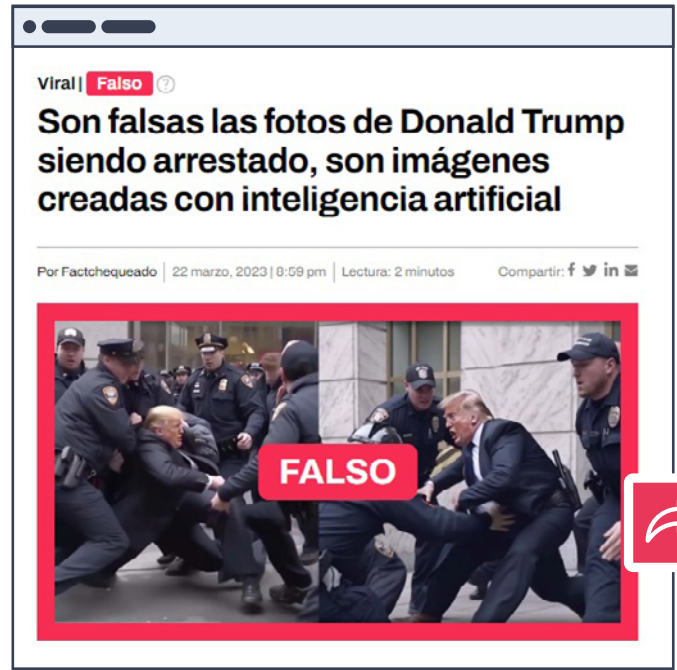 Viral | Falso ?
Son falsas las fotos de Donald Trump
siendo arrestado, son imágenes
creadas con inteligencia artificial
Por Factchequeado | 22 marzo, 2023 | 8:59 pm | Lectura: 2 minutos Compartir: f in
FALSO